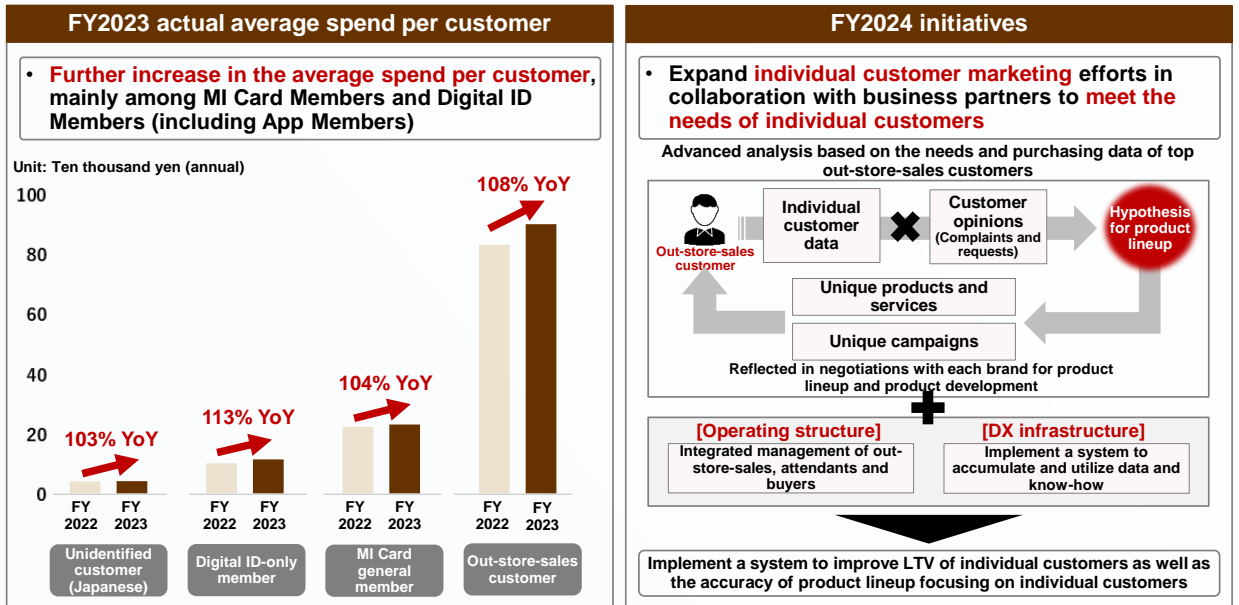 FY2023 actual average spend per customer
• Further increase in the average spend per customer,
mainly among MI Card Members and Digital ID
Members (including App Members)
Unit: Ten thousand yen (annual)
100
80
60
40
20
0
103% YoY
113% YoY
104% YoY
108% YoY
FY
2022
FY
2023
FY
2022
FY
2023
FY
2022
FY
2023
FY
2022
FY
2023
Unidentified
customer
(Japanese)
Digital ID-only
member
MI Card
general
member
Out-store-sales
customer
FY2024 initiatives
• Expand individual customer marketing efforts in
collaboration with business partners to meet the
needs of individual customers
Advanced analysis based on the needs and purchasing data of top
out-store-sales customers
Out-store-sales
customer
Individual
customer
data
Customer
opinions
(Complaints and
requests)
Hypothesis
for product
lineup
Unique products and
services
Unique campaigns
Reflected in negotiations with each brand for product
lineup and product development
[Operating structure]
Integrated management of out-
store-sales, attendants and
buyers
[DX infrastructure]
Implement a system to
accumulate and utilize data and
know-how
Implement a system to improve LTV of individual customers as well as
the accuracy of product lineup focusing on individual customers